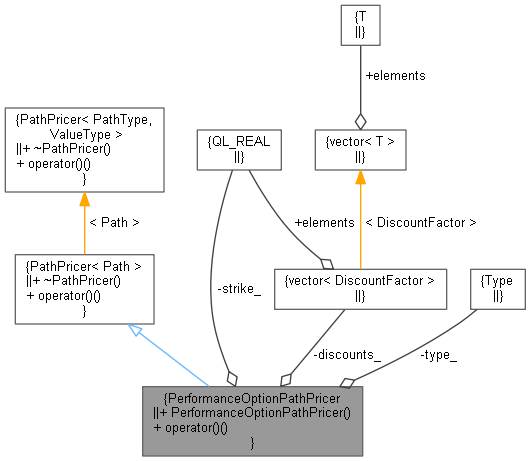 {T
||}
+elements
{PathPricer< PathType,
ValueType >
||+ ~PathPricer()
+ operator()()
}
{QL_REAL
||}
{vector< T >
||}
< Path >
+elements
< DiscountFactor >
{PathPricer< Path >
||+ ~PathPricer()
+ operator()()
}
-strike_
{vector< DiscountFactor >
||}
{Type
||}
-discounts_
-type_
{PerformanceOptionPathPricer
||+ PerformanceOptionPathPricer()
+ operator()()
}